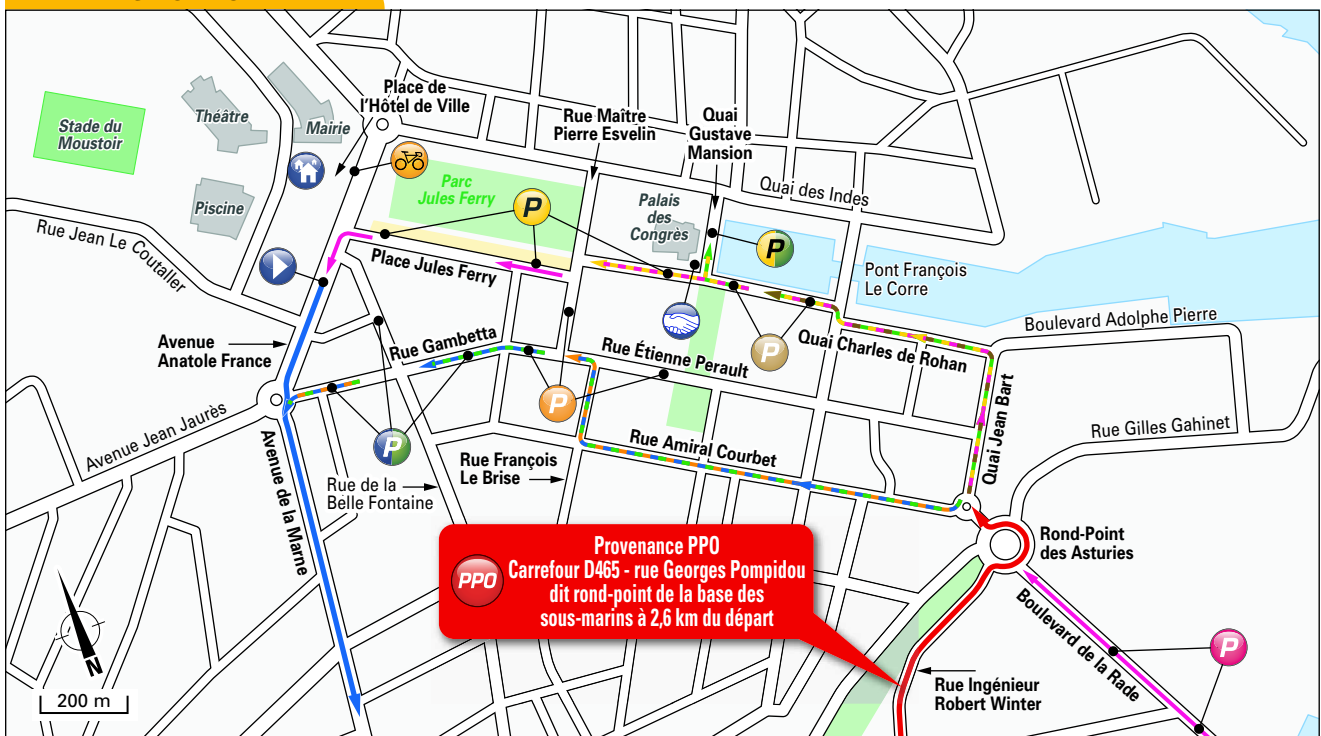 Place de
l'Hôtel de Ville
Théâtre
Mairie
Stade du
Moustoir
Rue Maître
Pierre Esvelin
Quai
Gustave
Mansion
Quai des Indes
Parc
Jules Ferry
P
Palais
des
Congrès
Piscine
P
Rue Jean Le Coutaller
Place Jules Ferry
Pont François
Le Corre
Boulevard Adolphe Pierre
Avenue
Anatole France
Rue Gambetta
Rue Étienne Perault
P
Quai Charles de Rohan
Quai Jean Bart
P
Avenue Jean Jaurès
Rue Gilles Gahinet
P
Rue Amiral Courbet
Avenue de la Marne
Rue de la
Belle Fontaine
Rue François
Le Brise
Rond-Point
des Asturies
PPO
Provenance PPO
Carrefour D465 - rue Georges Pompidou
dit rond-point de la base des
sous-marins à 2,6 km du départ
Boulevard de la Rade
P
N
Rue Ingénieur
Robert Winter
200 m